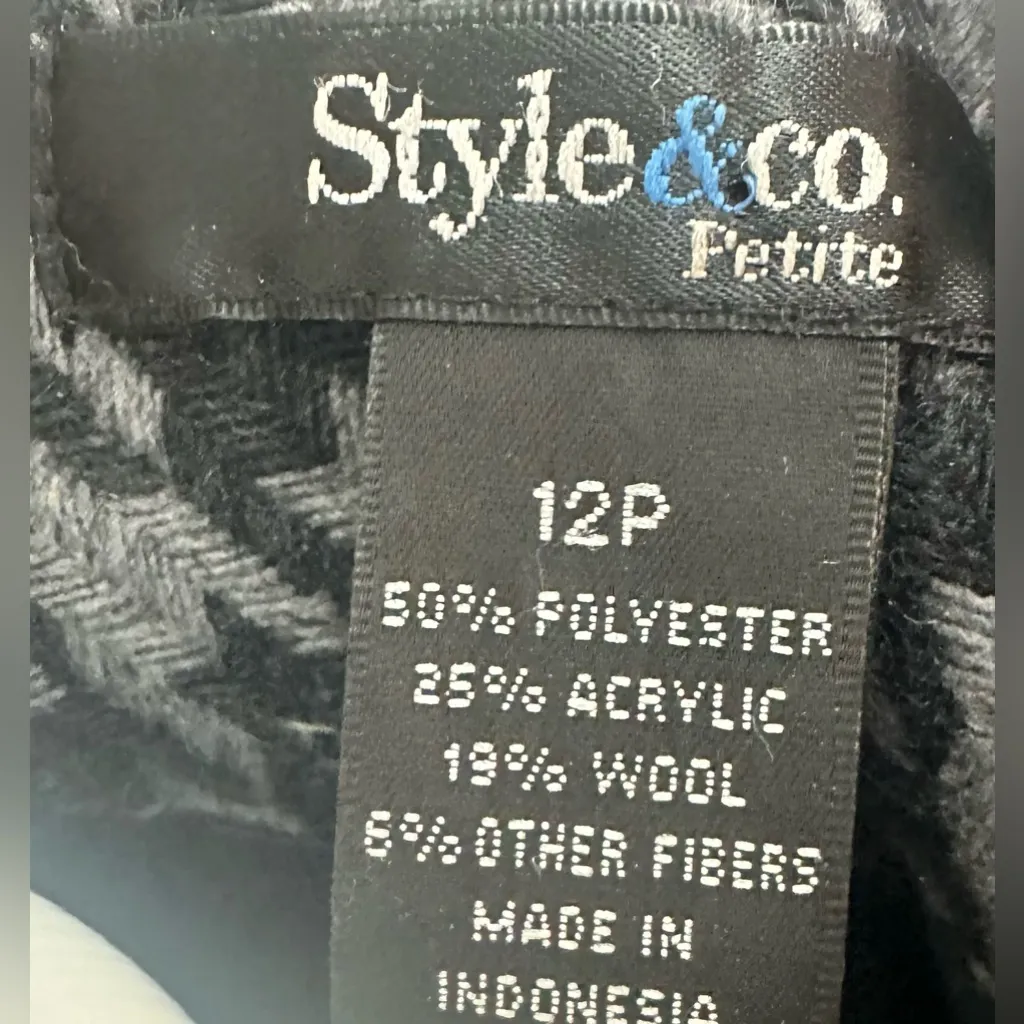 Style&co.
Petite
12P
50% POLYESTER
25% ACRYLIC
19% WOOL
6% OTHER FIBERS
MADE IN
INDONESIA